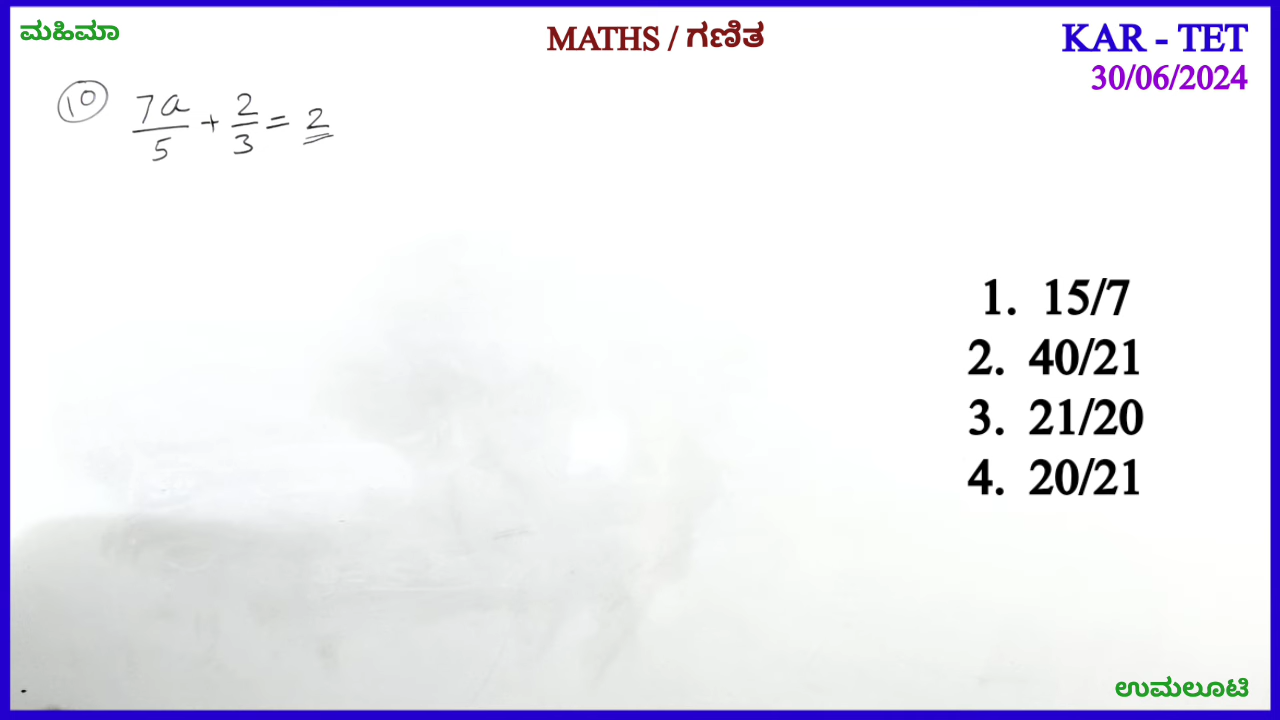 ಮಹಿಮಾ
MATHS / ಗಣಿತ
KAR - TET
30/06/2024
10 7a/5 + 2/3 = 2
1. 15/7
2. 40/21
3. 21/20
4. 20/21
ಉಮಲೂಟಿ